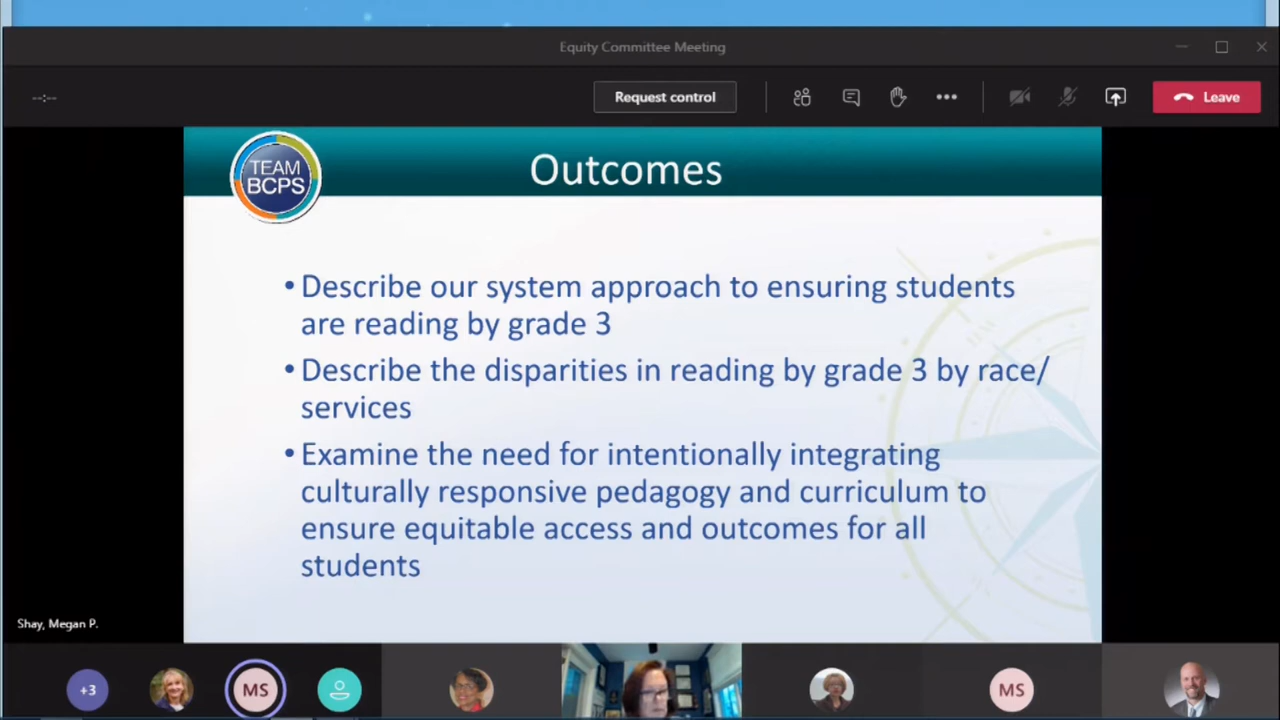 Equity Committee Meeting
--:--
Request control
Leave
TEAM
BCPS
Outcomes
•Describe our system approach to ensuring students
are reading by grade 3
•Describe the disparities in reading by grade 3 by race/
services
•Examine the need for intentionally integrating
culturally responsive pedagogy and curriculum to
ensure equitable access and outcomes for all
students
Shay, Megan P.
+3
MS
MS